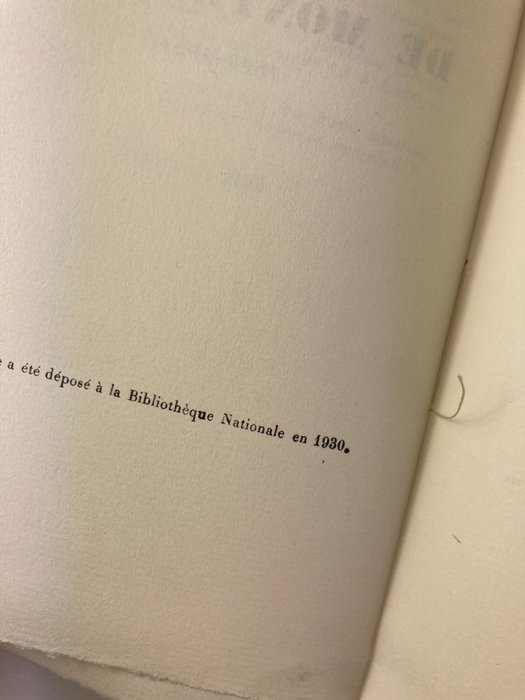 a été déposé à la Bibliothèque Nationale en 1930.